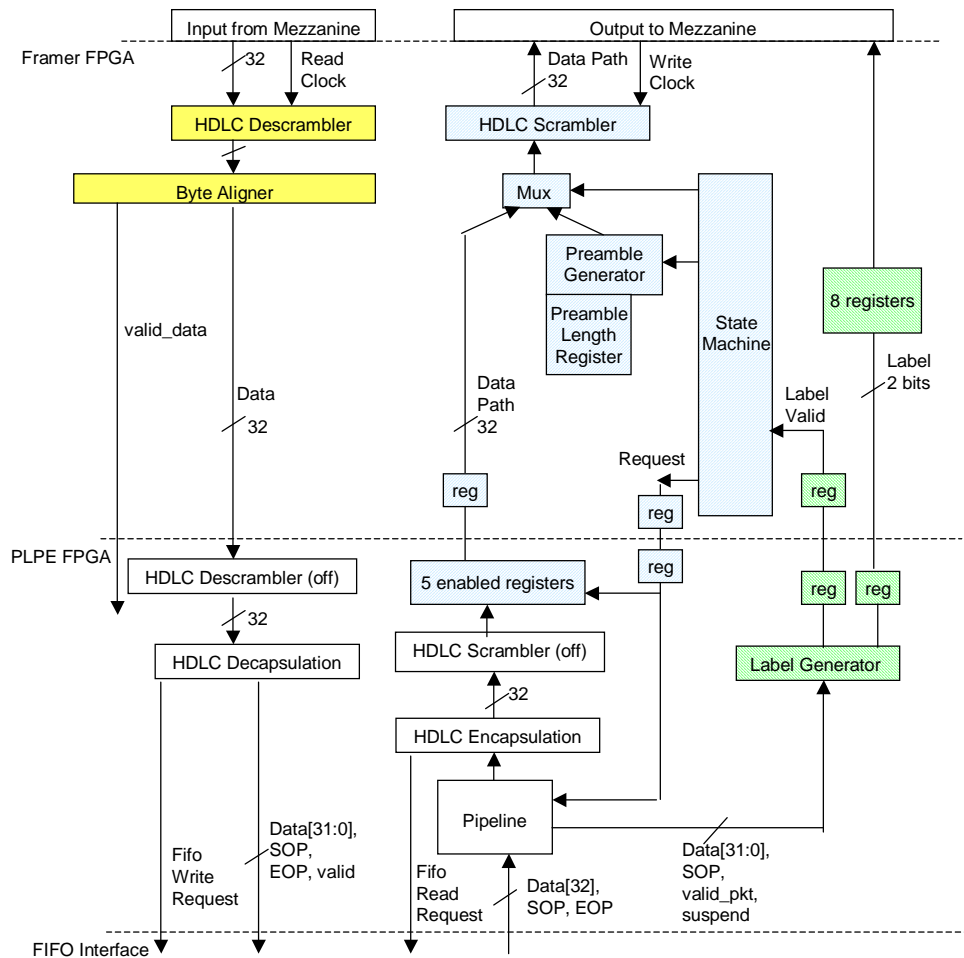 Input from Mezzanine
Output to Mezzanine
Framer FPGA
32
Read
Clock
Data Path
32
Write
Clock
HDLC Descrambler
HDLC Scrambler
Byte Aligner
Mux
Preamble
Generator
Preamble
Length
Register
State
Machine
8 registers
valid_data
Data
32
Data
Path
32
Label
2 bits
Label
Valid
Request
reg
reg
reg
PLPE FPGA
HDLC Descrambler (off)
5 enabled registers
reg
reg
reg
32
HDLC Decapsulation
HDLC Scrambler (off)
Label Generator
32
HDLC Encapsulation
Pipeline
Fifo
Write
Request
Data[31:0],
SOP,
EOP, valid
Fifo
Read
Request
Data[32],
SOP, EOP
Data[31:0],
SOP,
valid_pkt,
suspend
FIFO Interface